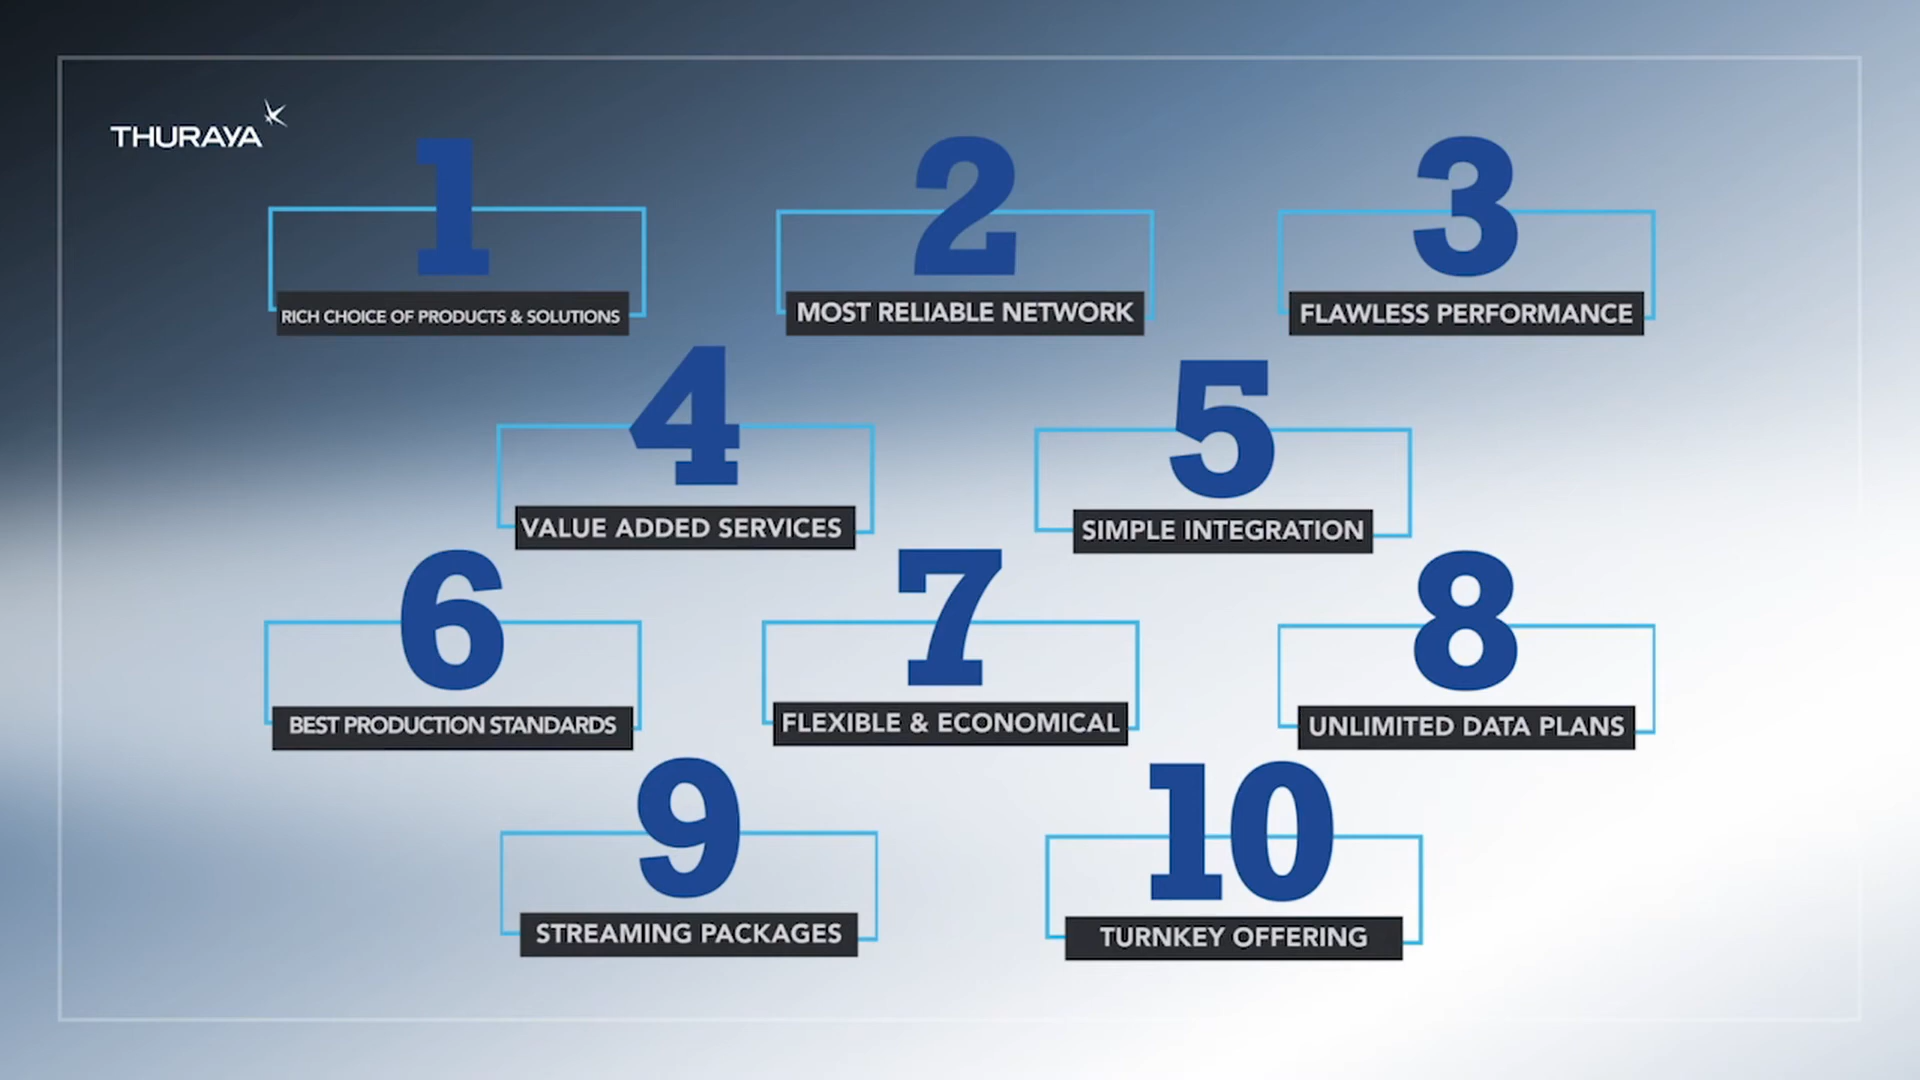 THURAYA
1
RICH CHOICE OF PRODUCTS & SOLUTIONS
2
MOST RELIABLE NETWORK
3
FLAWLESS PERFORMANCE
4
VALUE ADDED SERVICES
5
SIMPLE INTEGRATION
6
BEST PRODUCTION STANDARDS
7
FLEXIBLE & ECONOMICAL
8
UNLIMITED DATA PLANS
9
STREAMING PACKAGES
10
TURNKEY OFFERING